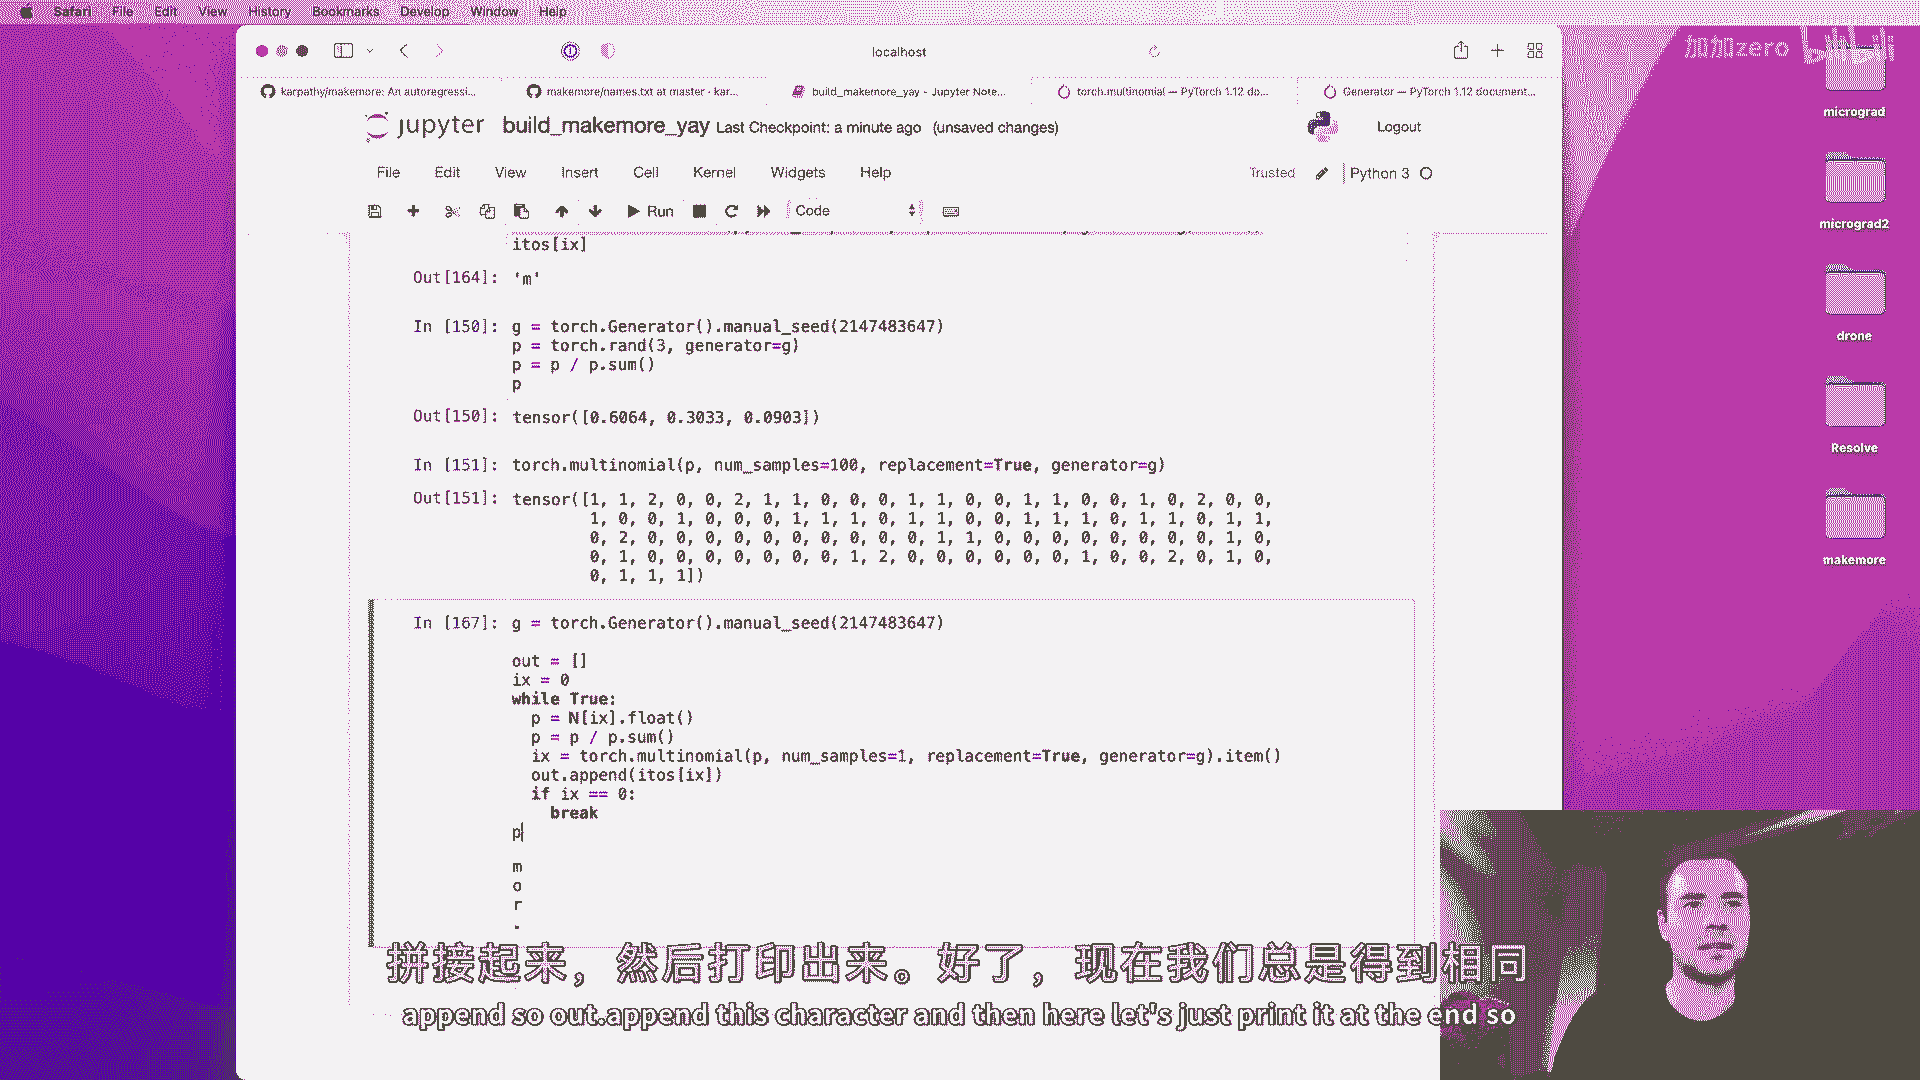 Safari File Edit View History Bookmarks Develop Window Help
localhost
加加zero bilibili
karpathy/makemore: An autoregressi...
makemore/names.txt at master · kar...
build_makemore_yay - Jupyter Note...
torch.multinomial — PyTorch 1.12 do...
Generator — PyTorch 1.12 document...
jupyter build_makemore_yay Last Checkpoint: a minute ago (unsaved changes)
Logout
File Edit View Insert Cell Kernel Widgets Help
Trusted Python 3
Run Code
itos[ix]
Out[164]: 'm'
In [150]: g = torch.Generator().manual_seed(2147483647)
p = torch.rand(3, generator=g)
p = p / p.sum()
p
Out[150]: tensor([0.6064, 0.3033, 0.0903])
In [151]: torch.multinomial(p, num_samples=100, replacement=True, generator=g)
Out[151]: tensor([1, 1, 2, 0, 0, 2, 1, 1, 0, 0, 0, 1, 1, 0, 0, 1, 1, 0, 0, 1, 0, 2, 0, 0,
1, 0, 0, 1, 0, 0, 0, 1, 1, 1, 0, 1, 1, 0, 0, 1, 1, 1, 0, 1, 1, 0, 1, 1,
0, 2, 0, 0, 0, 0, 0, 0, 0, 0, 0, 0, 1, 1, 0, 0, 0, 0, 0, 0, 0, 0, 1, 0,
0, 1, 0, 0, 0, 0, 0, 0, 0, 1, 2, 0, 0, 0, 0, 0, 0, 1, 0, 0, 2, 0, 1, 0,
0, 1, 1, 1])
In [167]: g = torch.Generator().manual_seed(2147483647)
out = []
ix = 0
while True:
p = N[ix].float()
p = p / p.sum()
ix = torch.multinomial(p, num_samples=1, replacement=True, generator=g).item()
out.append(itos[ix])
if ix == 0:
break
p
m
o
r
.
micrograd
micrograd2
drone
Resolve
makemore
拼接起来，然后打印出来。好了，现在我们总是得到相同
append so out.append this character and then here let's just print it at the end so